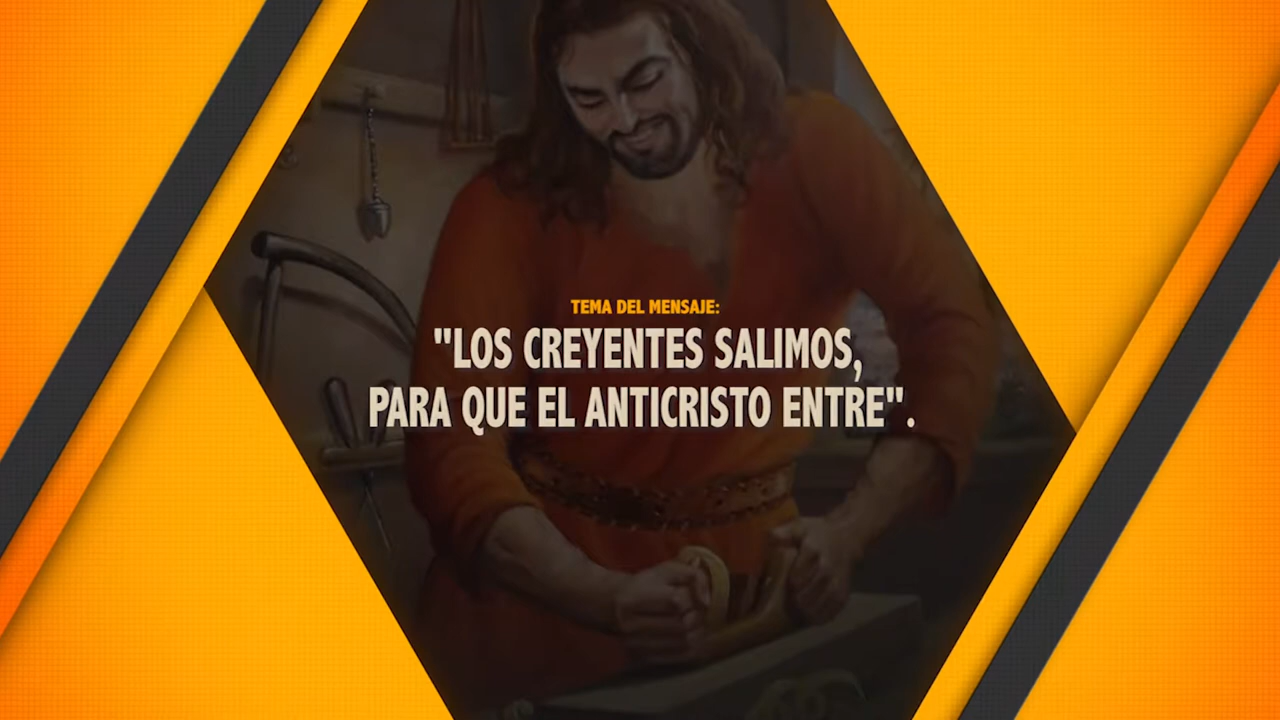 TEMA DEL MENSAJE:
"LOS CREYENTES SALIMOS,
PARA QUE EL ANTICRISTO ENTRE".